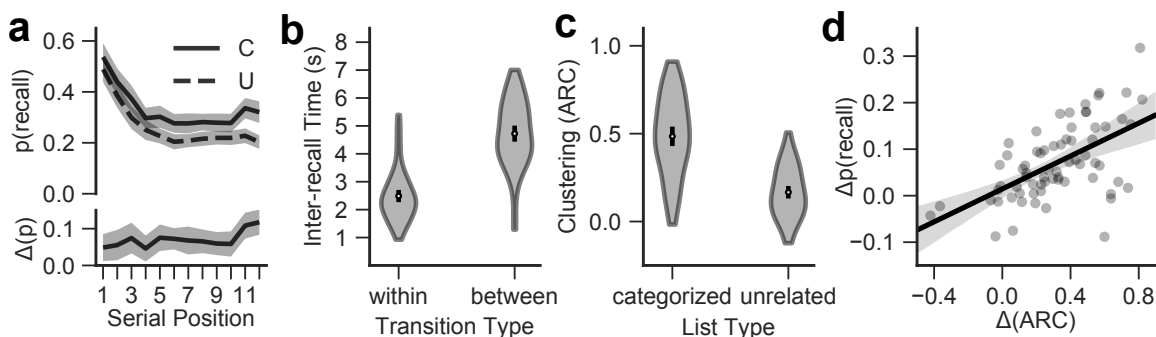 a
p(recall)
0.6
0.4
0.2
0.0
C
U
Δ(p)
0.1
0.0
1 3 5 7 9 11
Serial Position
b
Inter-recall Time (s)
8
7
6
5
4
3
2
1
within between
Transition Type
c
Clustering (ARC)
1.0
0.5
0.0
categorized unrelated
List Type
d
Δp(recall)
0.3
0.2
0.1
0.0
−0.1
−0.4 0.0 0.4 0.8
Δ(ARC)